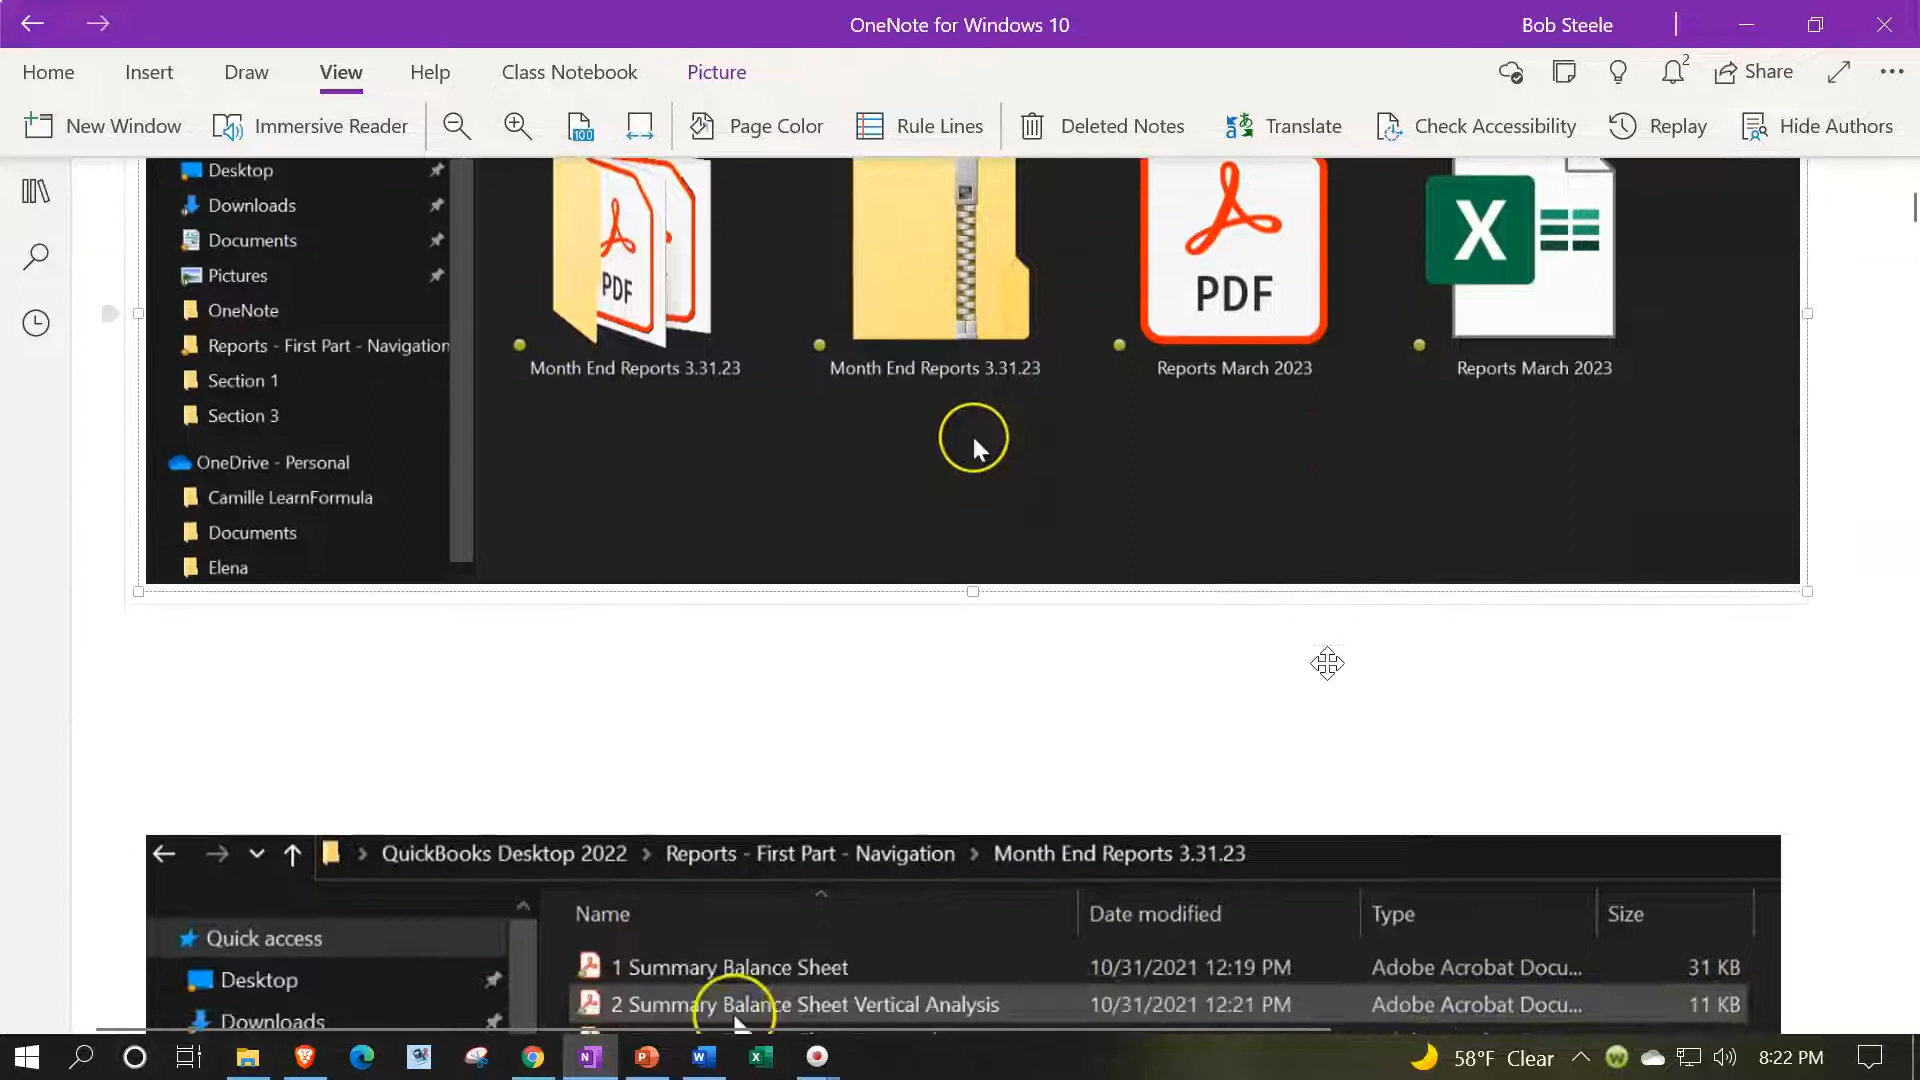 OneNote for Windows 10
Bob Steele
Home Insert Draw View Help Class Notebook Picture
2
Share
New Window Immersive Reader 100 Page Color Rule Lines Deleted Notes Translate Check Accessibility Replay Hide Authors
Desktop
Downloads
Documents
Pictures
OneNote
Reports - First Part - Navigation
Section 1
Section 3
OneDrive - Personal
Camille LearnFormula
Documents
Elena
PDF
PDF
X
Month End Reports 3.31.23
Month End Reports 3.31.23
Reports March 2023
Reports March 2023
QuickBooks Desktop 2022 > Reports - First Part - Navigation > Month End Reports 3.31.23
Name Date modified Type Size
Quick access
Desktop
Downloads
1 Summary Balance Sheet 10/31/2021 12:19 PM Adobe Acrobat Docu... 31 KB
2 Summary Balance Sheet Vertical Analysis 10/31/2021 12:21 PM Adobe Acrobat Docu... 11 KB
58°F Clear
8:22 PM